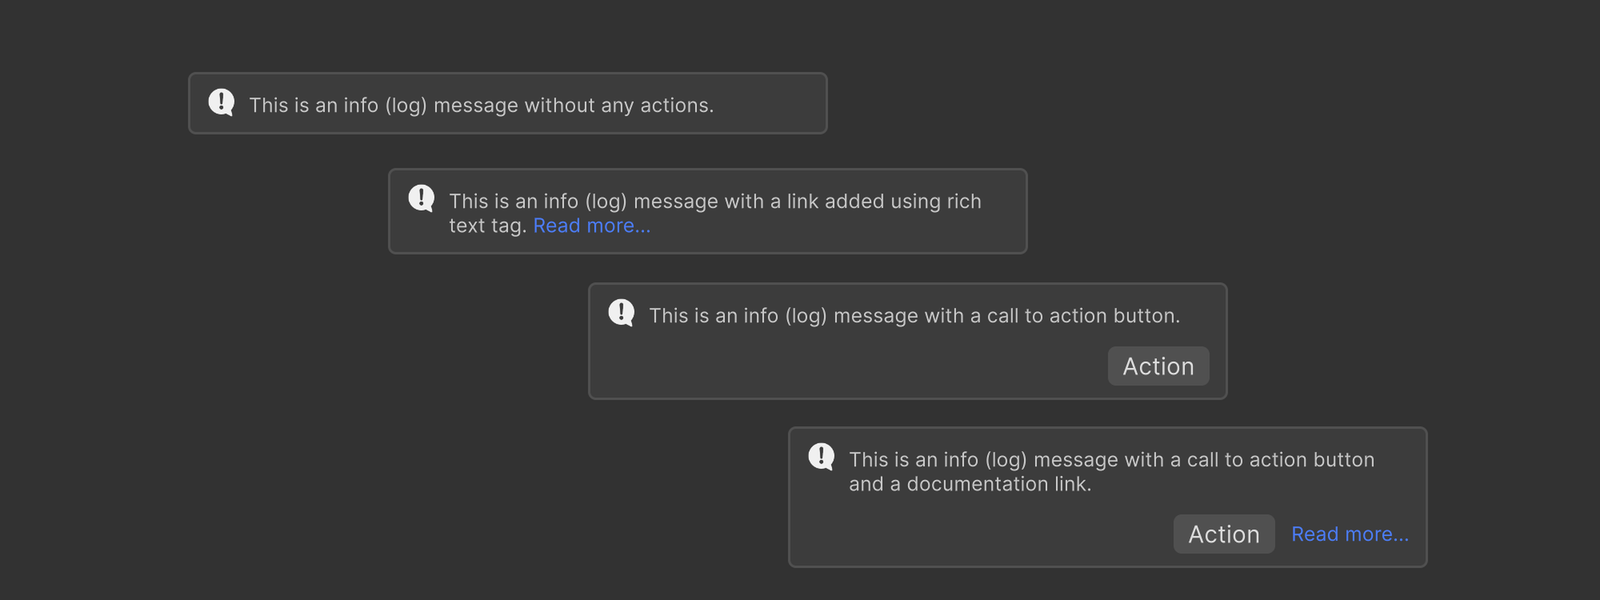 This is an info (log) message without any actions.
This is an info (log) message with a link added using rich
text tag. Read more...
This is an info (log) message with a call to action button.
Action
This is an info (log) message with a call to action button
and a documentation link.
Action Read more...